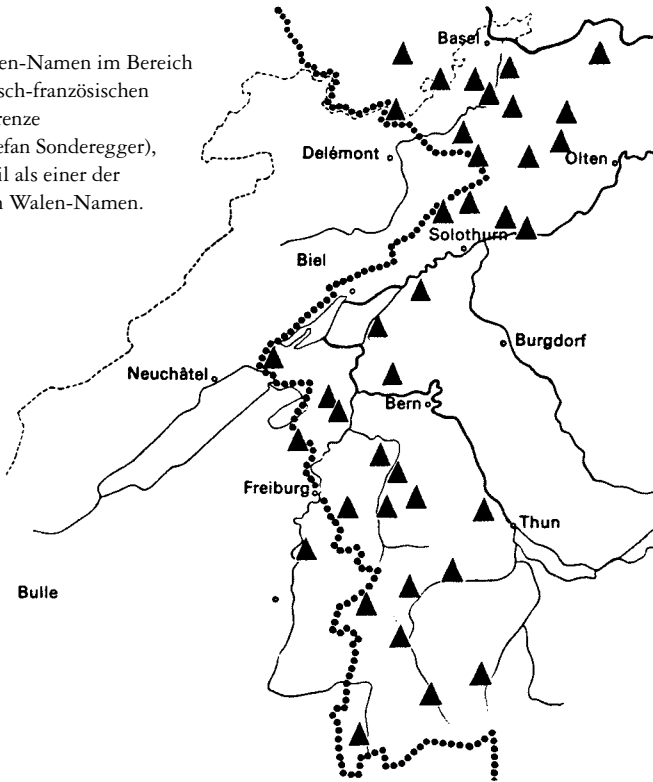 en-Namen im Bereich
sch-französischen
renze
efan Sonderegger),
il als einer der
n Walen-Namen.
Basel
Delémont
Olten
Solothurn
Biel
Burgdorf
Neuchâtel
Bern
Freiburg
Thun
Bulle